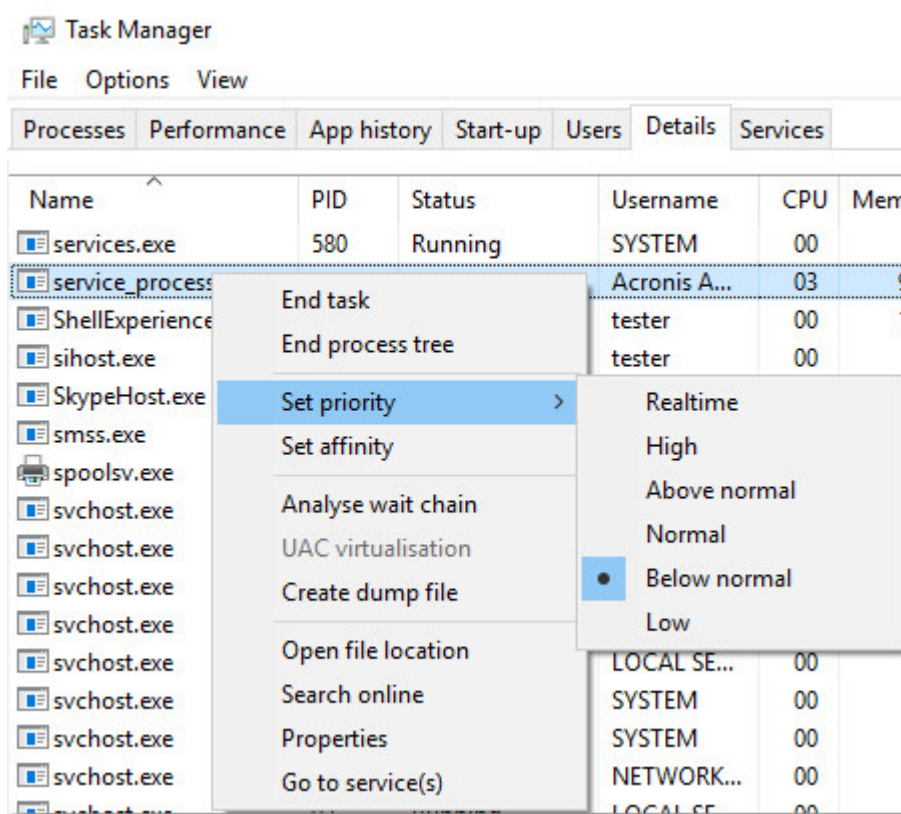 Task Manager
File Options View
Processes Performance App history Start-up Users Details Services
Name PID Status Username CPU Mem
services.exe 580 Running SYSTEM 00
service_process Acronis A... 03
End task
ShellExperience tester 00
End process tree
sihost.exe tester 00
SkypeHost.exe Set priority > Realtime
smss.exe Set affinity High
spoolsv.exe Above normal
svchost.exe Analyse wait chain Normal
svchost.exe UAC virtualisation
svchost.exe Create dump file Below normal
svchost.exe Low
svchost.exe Open file location LOCAL SE... 00
svchost.exe Search online SYSTEM 00
svchost.exe Properties SYSTEM 00
svchost.exe Go to service(s) NETWORK... 00